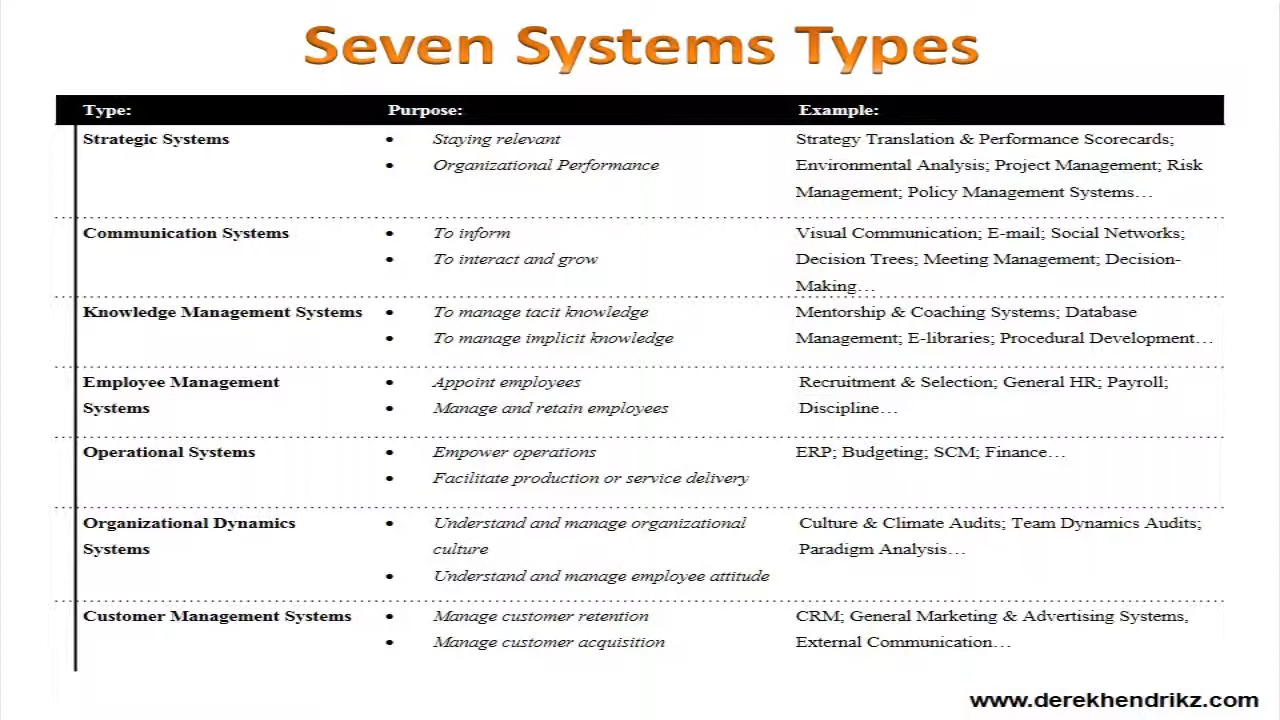 Seven Systems Types
Type: Purpose: Example:
Strategic Systems • Staying relevant Strategy Translation & Performance Scorecards;
• Organizational Performance Environmental Analysis; Project Management; Risk
Management; Policy Management Systems…
Communication Systems • To inform Visual Communication; E-mail; Social Networks;
• To interact and grow Decision Trees; Meeting Management; Decision-
Making…
Knowledge Management Systems • To manage tacit knowledge Mentorship & Coaching Systems; Database
• To manage implicit knowledge Management; E-libraries; Procedural Development…
Employee Management • Appoint employees Recruitment & Selection; General HR; Payroll;
Systems • Manage and retain employees Discipline…
Operational Systems • Empower operations ERP; Budgeting; SCM; Finance…
• Facilitate production or service delivery
Organizational Dynamics • Understand and manage organizational Culture & Climate Audits; Team Dynamics Audits;
Systems culture Paradigm Analysis…
• Understand and manage employee attitude
Customer Management Systems • Manage customer retention CRM; General Marketing & Advertising Systems,
• Manage customer acquisition External Communication…
www.derekhendrikz.com